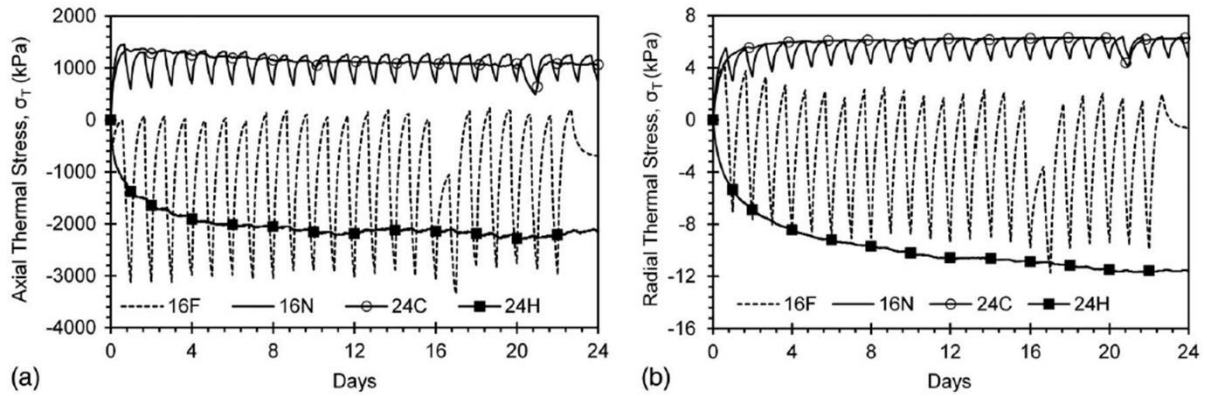 2000
1000
0
-1000
-2000
-3000
-4000
Axial Thermal Stress, σT (kPa)
16F 16N 24C 24H
0 4 8 12 16 20 24
Days
(a)
8
4
0
-4
-8
-12
-16
Radial Thermal Stress, σT (kPa)
16F 16N 24C 24H
0 4 8 12 16 20 24
Days
(b)